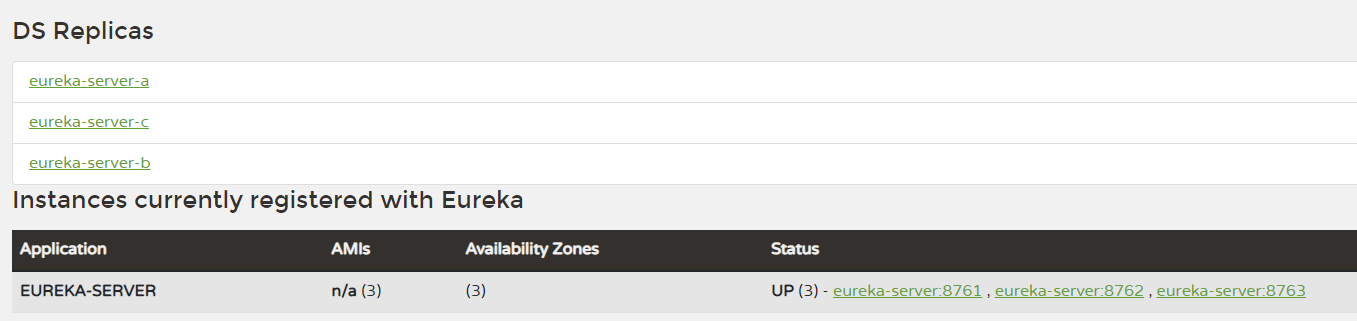 DS Replicas
eureka-server-a
eureka-server-c
eureka-server-b
Instances currently registered with Eureka
Application AMIs Availability Zones Status
EUREKA-SERVER n/a (3) (3) UP (3) - eureka-server:8761 , eureka-server:8762 , eureka-server:8763